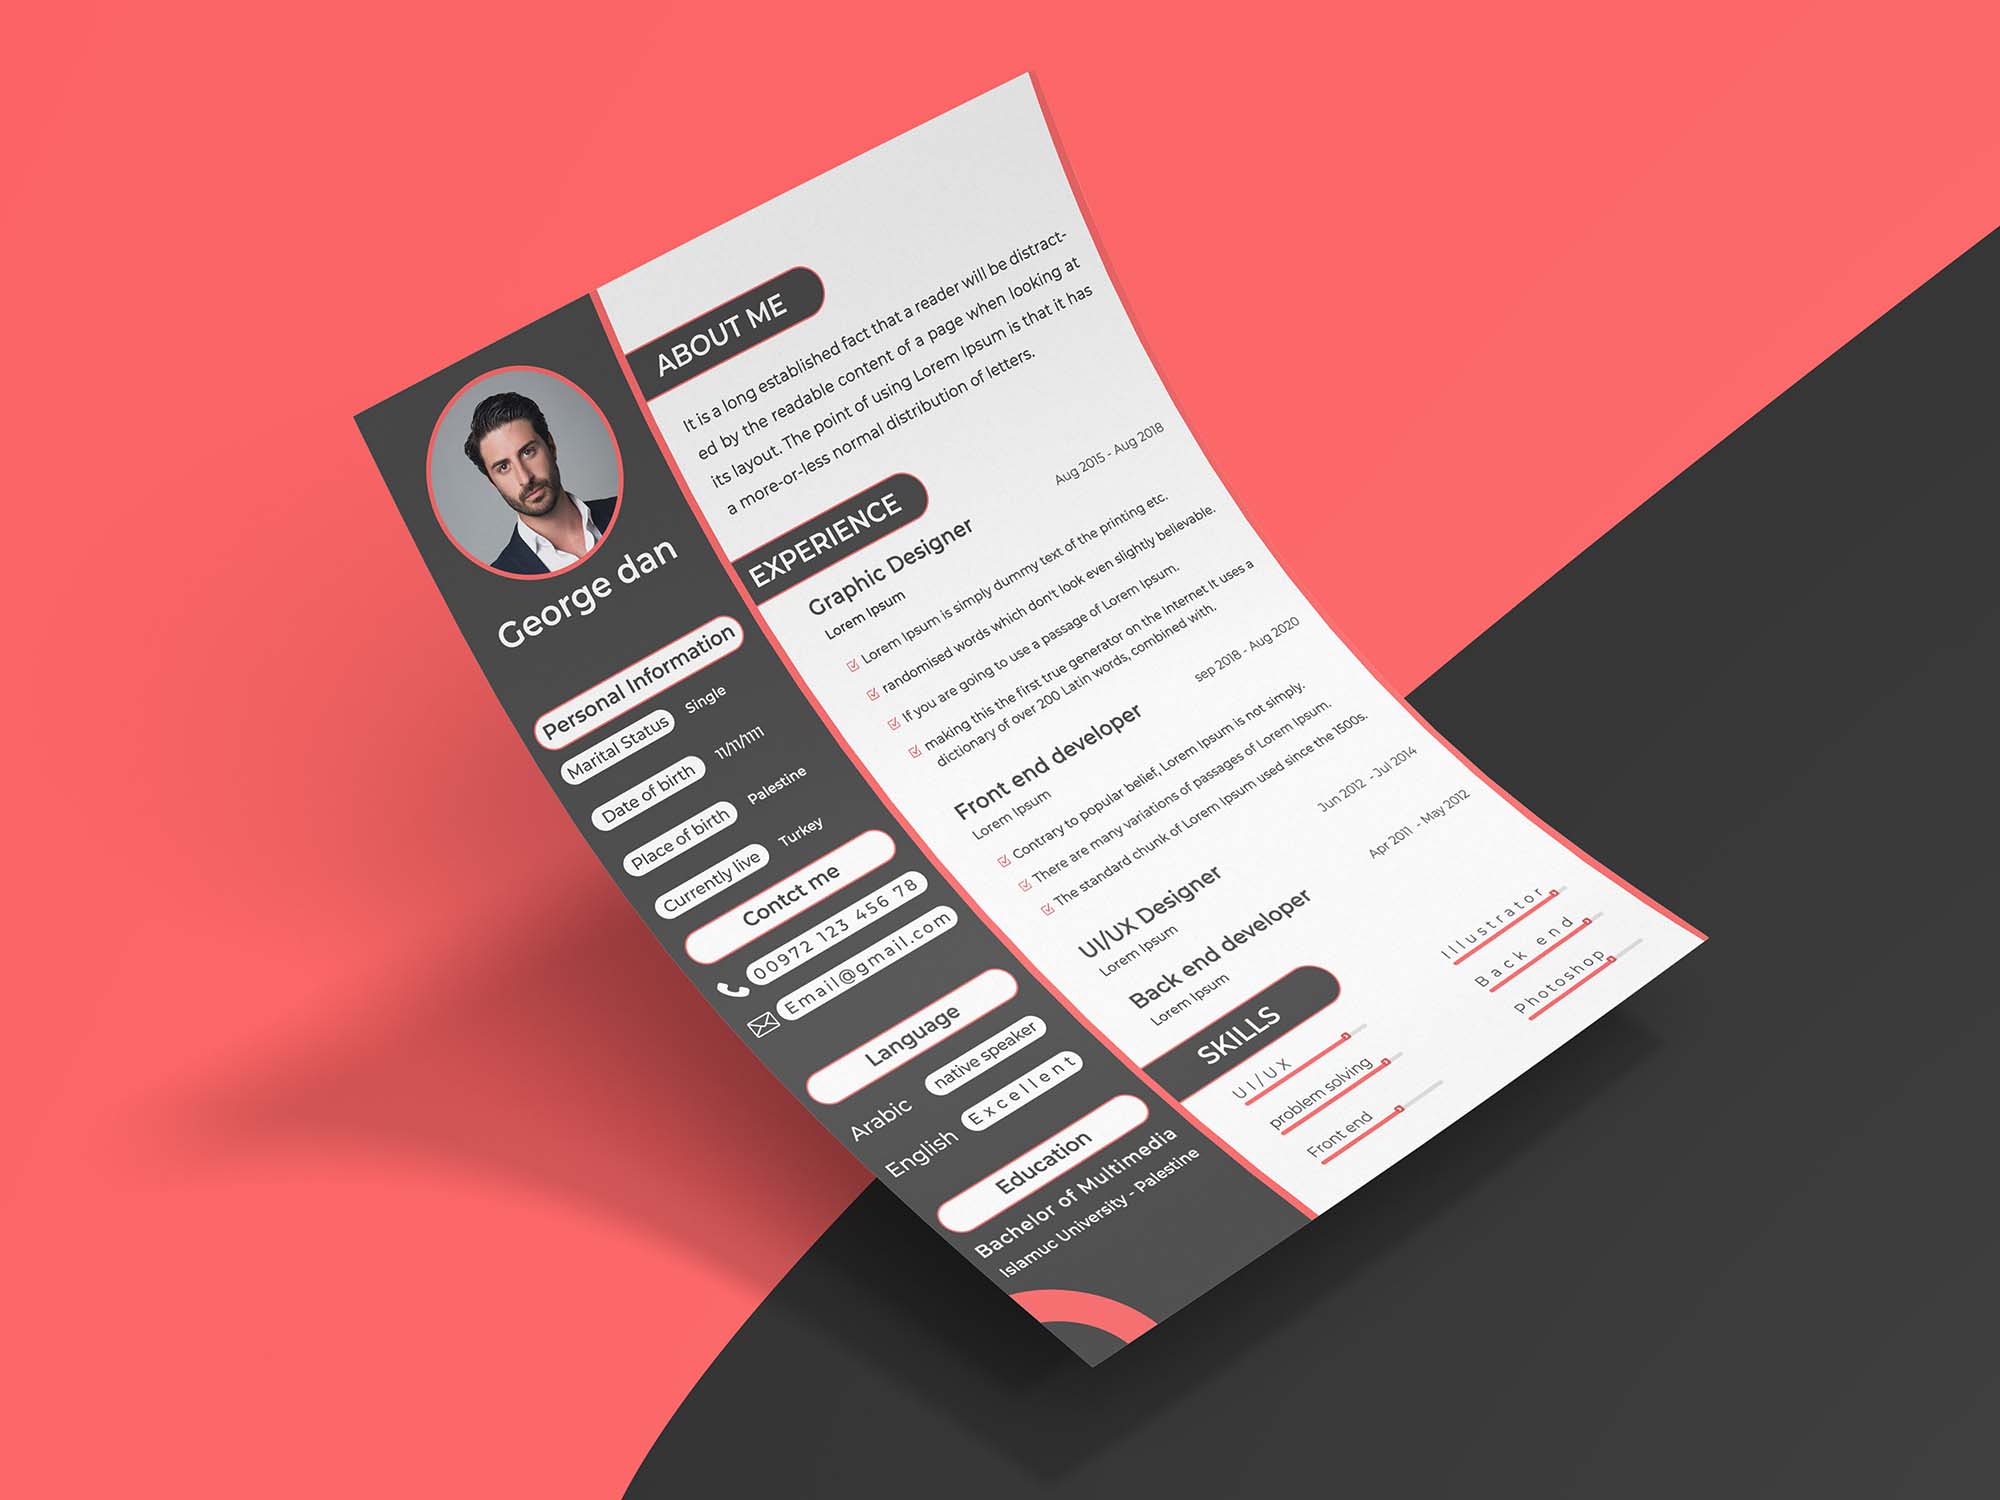 George dan
Personal Information
Marital Status Single
Date of birth 11/11/1111
Place of birth Palestine
Currently live Turkey
Contct me
00972 123 456 78
Email@gmail.com
Language
Arabic native speaker
English Excellent
Education
Bachelor of Multimedia
Islamuc University - Palestine
ABOUT ME
It is a long established fact that a reader will be distract-
ed by the readable content of a page when looking at
its layout. The point of using Lorem Ipsum is that it has
a more-or-less normal distribution of letters.
EXPERIENCE
Graphic Designer Aug 2015 - Aug 2018
Lorem Ipsum
Lorem Ipsum is simply dummy text of the printing etc.
randomised words which don't look even slightly believable.
If you are going to use a passage of Lorem Ipsum.
making this the first true generator on the Internet It uses a
dictionary of over 200 Latin words, combined with.
Front end developer sep 2018 - Aug 2020
Lorem Ipsum
Contrary to popular belief, Lorem Ipsum is not simply.
There are many variations of passages of Lorem Ipsum.
The standard chunk of Lorem Ipsum used since the 1500s.
UI/UX Designer Jun 2012 - Jul 2014
Lorem Ipsum
Back end developer Apr 2011 - May 2012
Lorem Ipsum
SKILLS
UI/UX Illustrator
problem solving Back end
Front end Photoshop